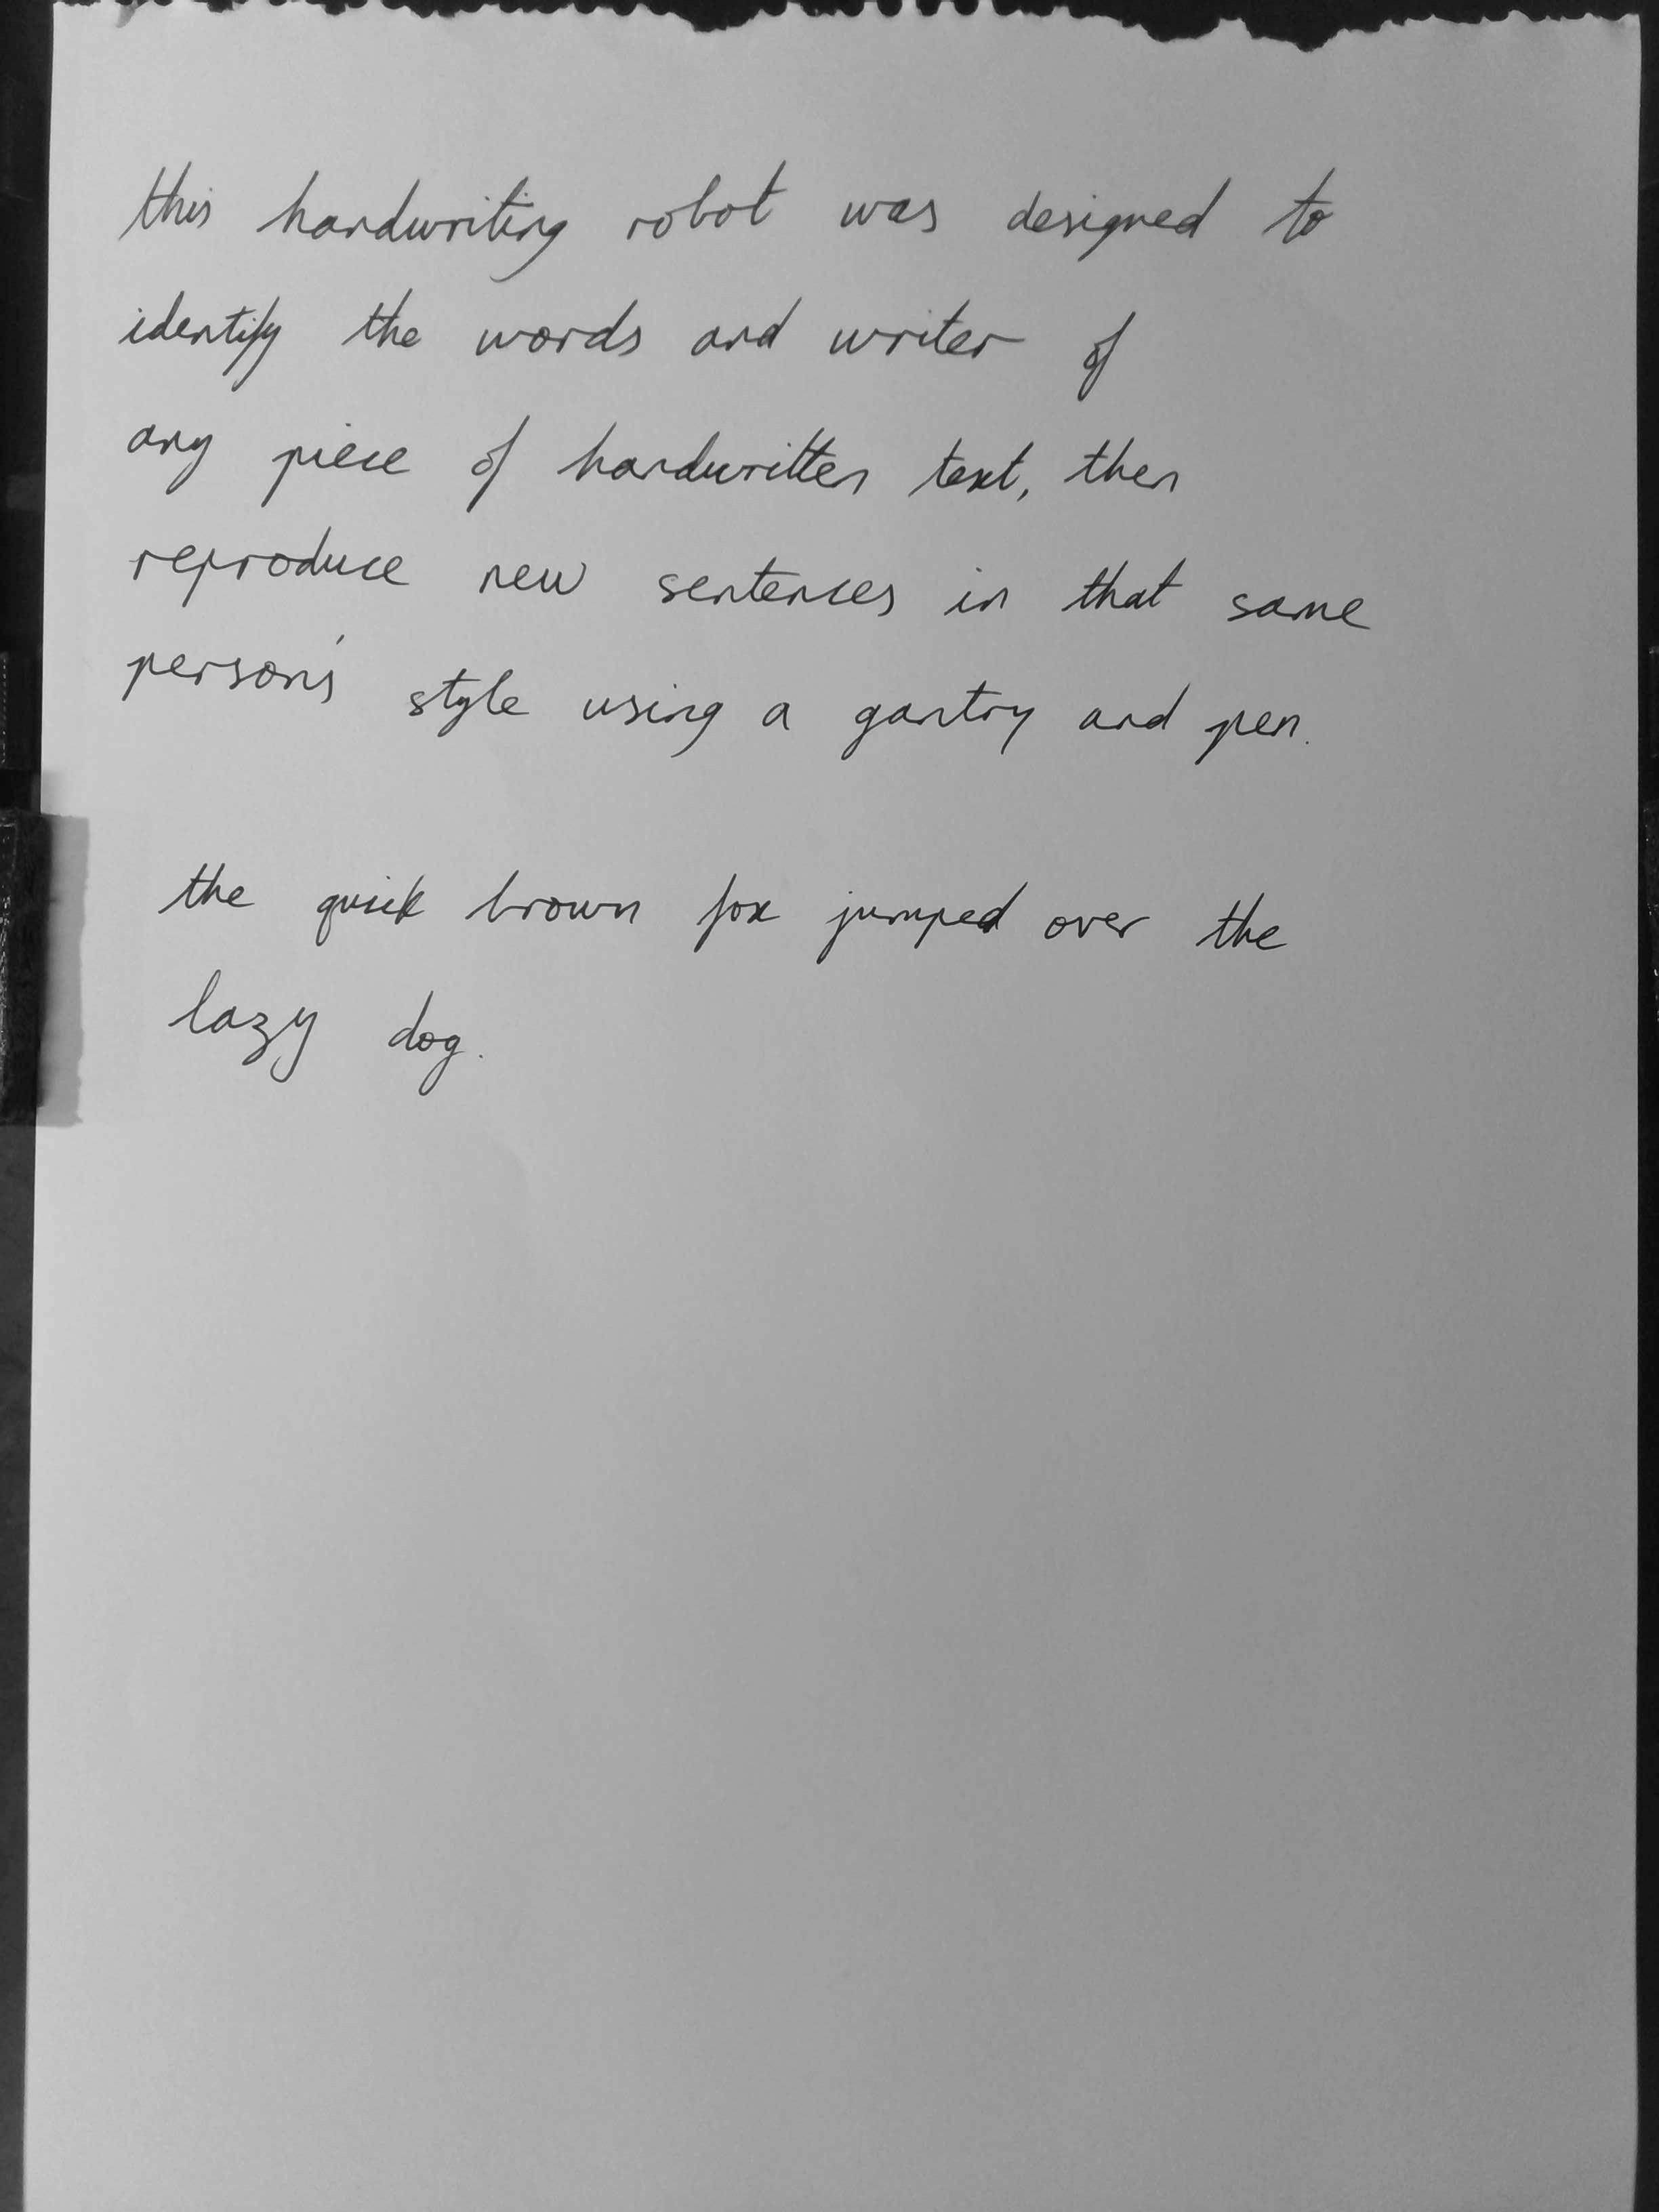 this handwriting robot was designed to
identify the words and writer of
any piece of handwritten text, then
reproduce new sentences in that same
person's style using a gantry and pen.
the quick brown fox jumped over the
lazy dog.